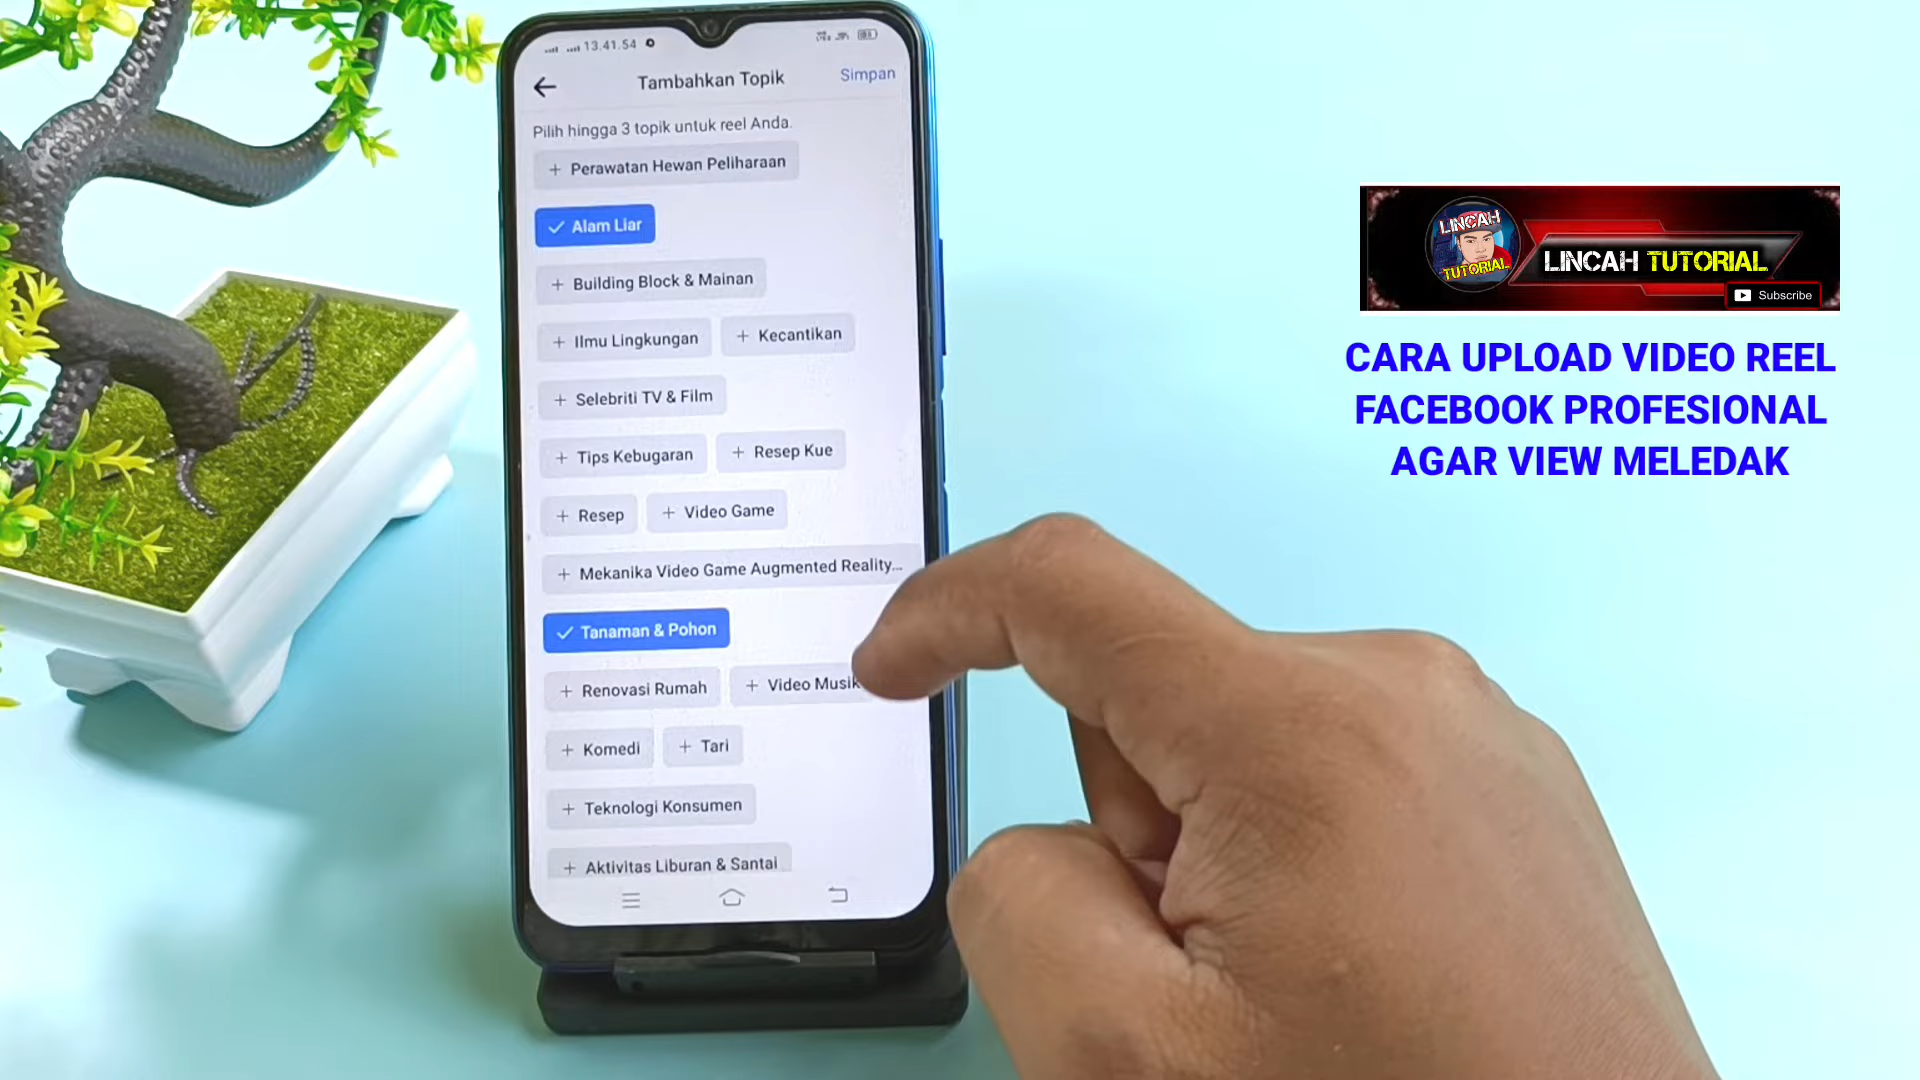 13.41.54
Tambahkan Topik
Simpan
Pilih hingga 3 topik untuk reel Anda.
+ Perawatan Hewan Peliharaan
Alam Liar
+ Building Block & Mainan
+ Ilmu Lingkungan
+ Kecantikan
+ Selebriti TV & Film
+ Tips Kebugaran
+ Resep Kue
+ Resep
+ Video Game
+ Mekanika Video Game Augmented Reality...
Tanaman & Pohon
+ Renovasi Rumah
+ Video Musik
+ Komedi
+ Tari
+ Teknologi Konsumen
+ Aktivitas Liburan & Santai
LINCAH
TUTORIAL
LINCAH TUTORIAL
Subscribe
CARA UPLOAD VIDEO REEL
FACEBOOK PROFESIONAL
AGAR VIEW MELEDAK